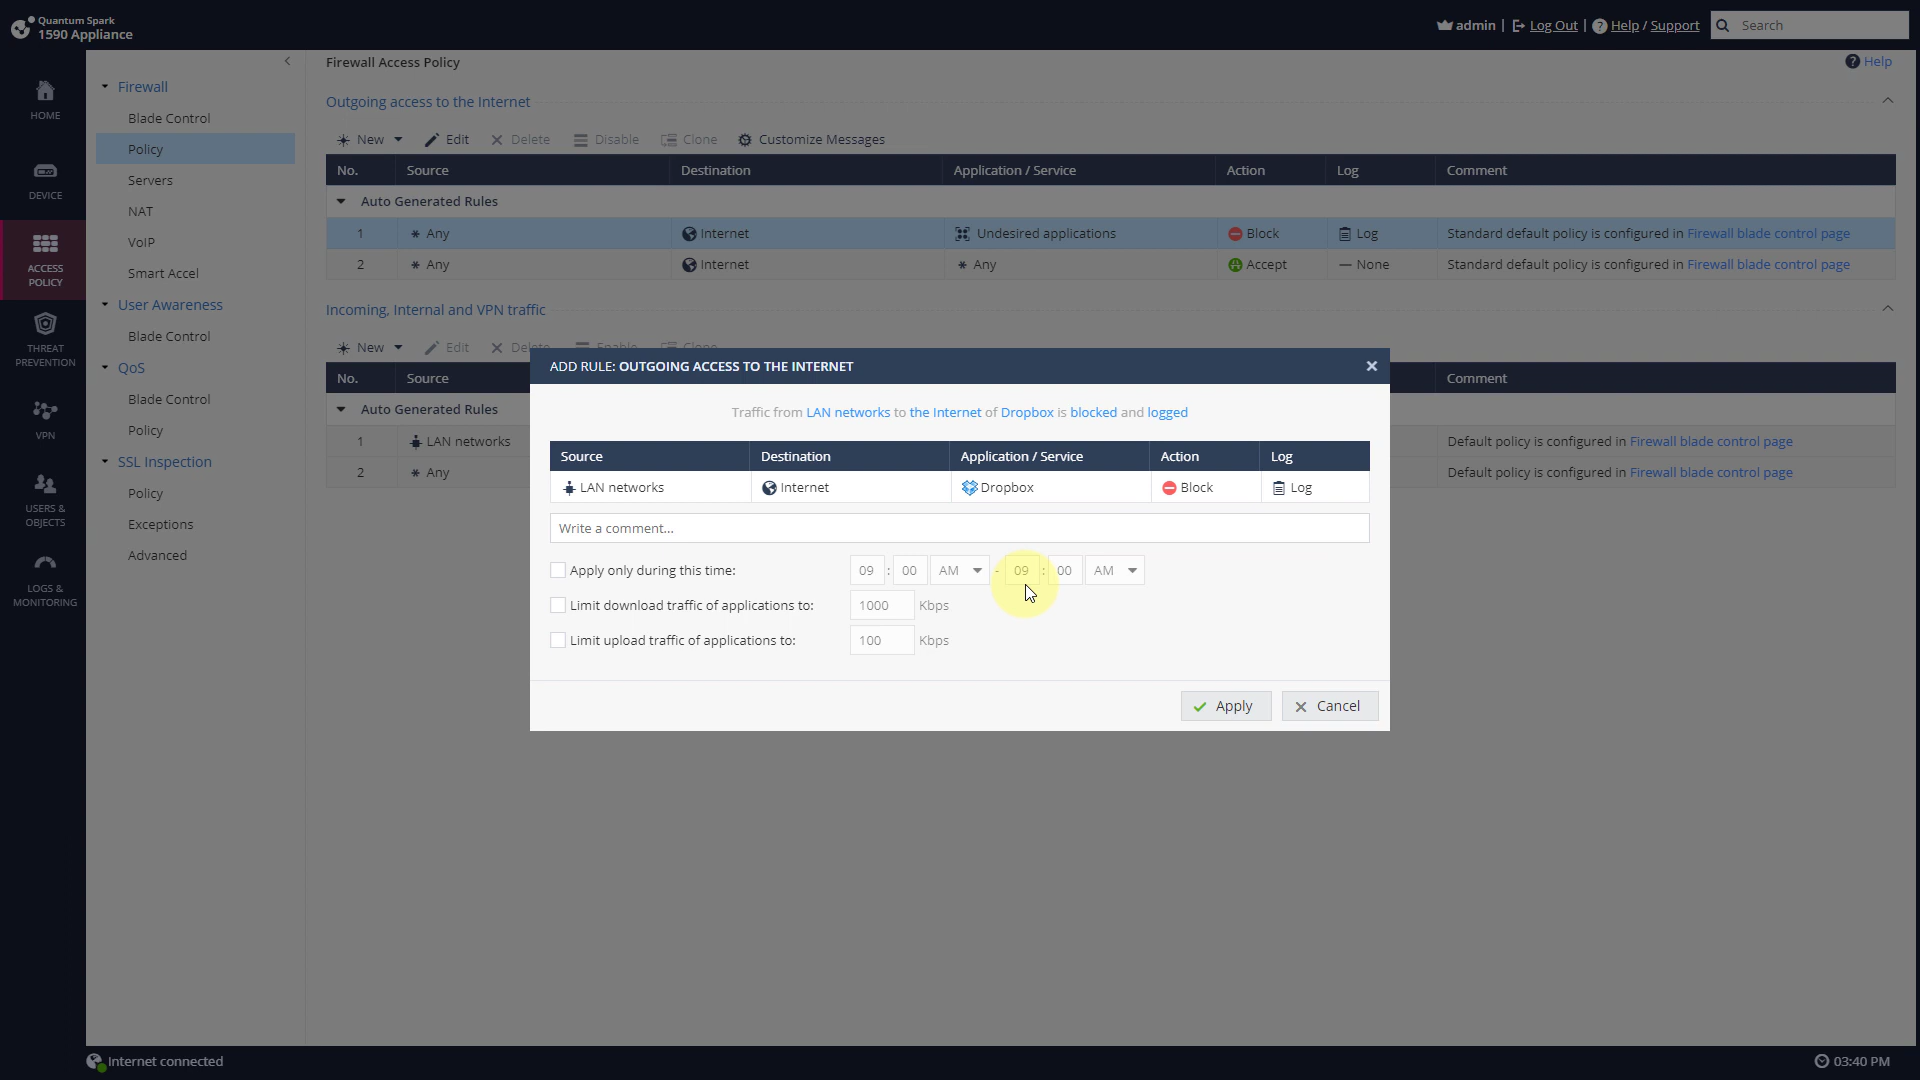 Quantum Spark
1590 Appliance
admin | Log Out | Help / Support
Search
HOME
DEVICE
ACCESS
POLICY
THREAT
PREVENTION
VPN
USERS &
OBJECTS
LOGS &
MONITORING
Firewall
Blade Control
Policy
Servers
NAT
VoIP
Smart Accel
User Awareness
Blade Control
QoS
Blade Control
Policy
SSL Inspection
Policy
Exceptions
Advanced
Firewall Access Policy
Help
Outgoing access to the Internet
New Edit Delete Disable Clone Customize Messages
No. Source Destination Application / Service Action Log Comment
Auto Generated Rules
1 Any Internet Undesired applications Block Log Standard default policy is configured in Firewall blade control page
2 Any Internet Any Accept None Standard default policy is configured in Firewall blade control page
Incoming, Internal and VPN traffic
New Edit Delete Enable Clone
No. Source Comment
Auto Generated Rules
1 LAN networks Default policy is configured in Firewall blade control page
2 Any Default policy is configured in Firewall blade control page
ADD RULE: OUTGOING ACCESS TO THE INTERNET
Traffic from LAN networks to the Internet of Dropbox is blocked and logged
Source Destination Application / Service Action Log
LAN networks Internet Dropbox Block Log
Write a comment...
Apply only during this time: 09 : 00 AM - 09 : 00 AM
Limit download traffic of applications to: 1000 Kbps
Limit upload traffic of applications to: 100 Kbps
Apply Cancel
Internet connected
03:40 PM